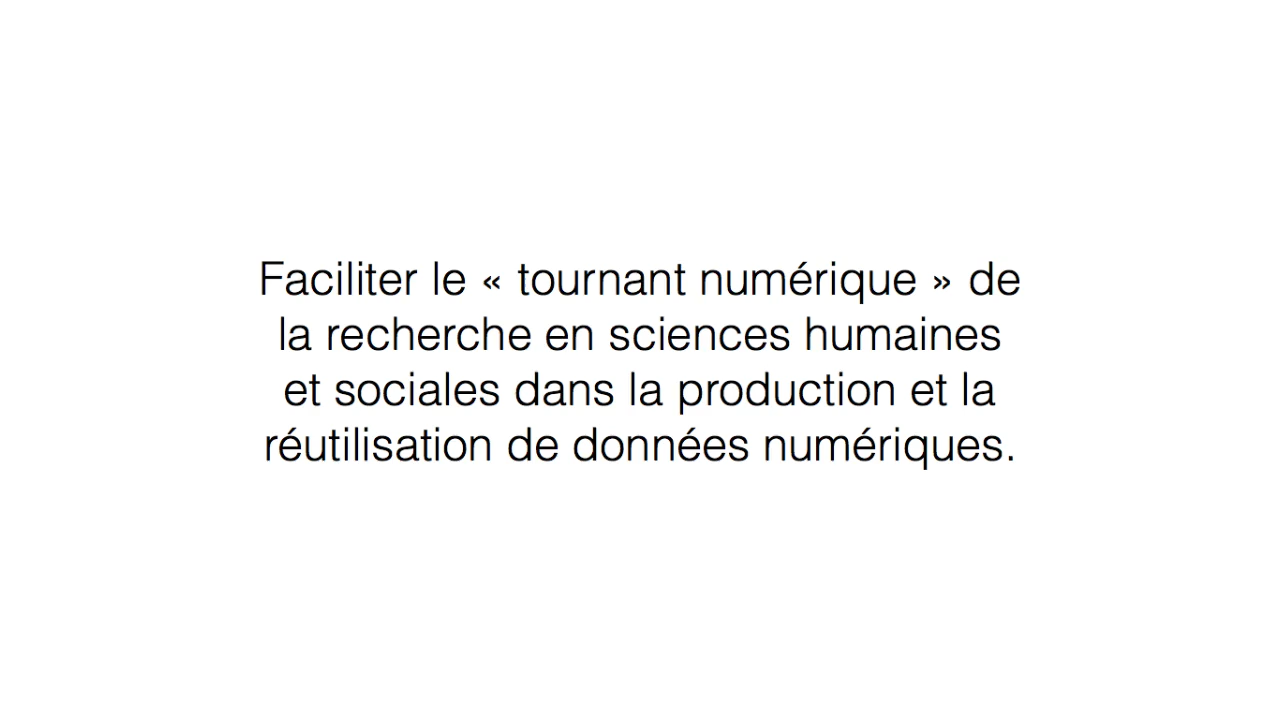 Faciliter le « tournant numérique » de
la recherche en sciences humaines
et sociales dans la production et la
réutilisation de données numériques.